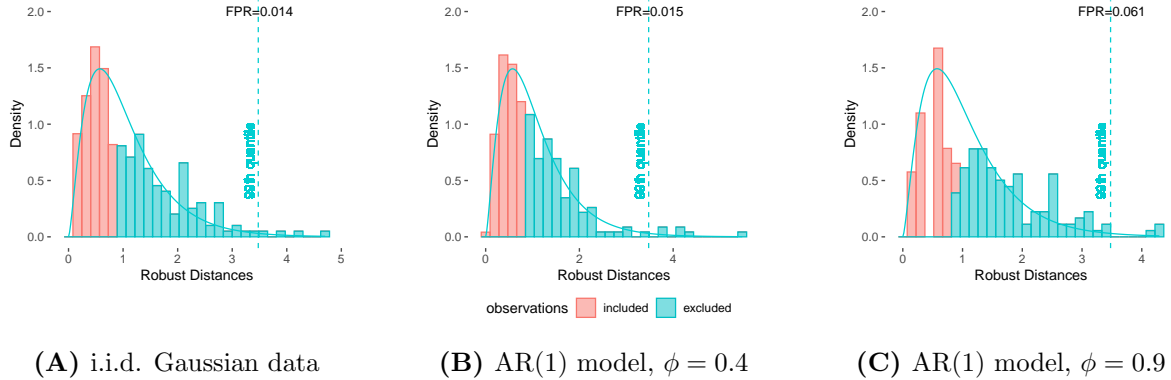 FPR=0.014
2.0
1.5
1.0
0.5
0.0
Density
99th quantile
0 1 2 3 4 5
Robust Distances
FPR=0.015
2.0
1.5
1.0
0.5
0.0
Density
99th quantile
0 2 4
Robust Distances
FPR=0.061
2.0
1.5
1.0
0.5
0.0
Density
99th quantile
0 1 2 3 4
Robust Distances
observations included excluded
(A) i.i.d. Gaussian data
(B) AR(1) model, ϕ = 0.4
(C) AR(1) model, ϕ = 0.9